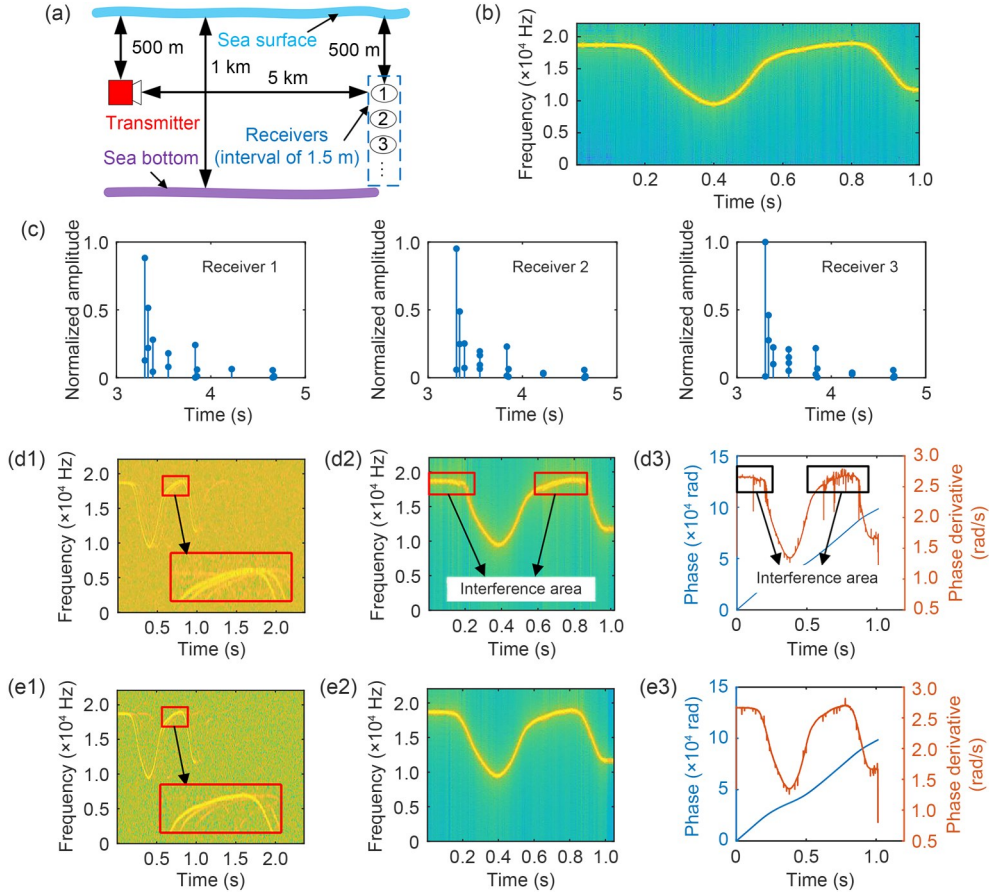 (a)
500 m
Sea surface
500 m
1 km
5 km
Transmitter
Receivers
(interval of 1.5 m)
Sea bottom
1
2
3
(b)
Frequency (×10⁴ Hz)
2.0
1.5
1.0
0.5
0
0.2 0.4 0.6 0.8 1.0
Time (s)
(c)
Normalized amplitude
1.0
0.5
0
Receiver 1
3 4 5
Time (s)
Normalized amplitude
1.0
0.5
0
Receiver 2
3 4 5
Time (s)
Normalized amplitude
1.0
0.5
0
Receiver 3
3 4 5
Time (s)
(d1)
Frequency (×10⁴ Hz)
2.0
1.5
1.0
0.5
0
0.5 1.0 1.5 2.0
Time (s)
(d2)
Frequency (×10⁴ Hz)
2.0
1.5
1.0
0.5
0
Interference area
0.2 0.4 0.6 0.8 1.0
Time (s)
(d3)
Phase (×10⁴ rad)
15
10
5
0
Interference area
3.0
2.5
2.0
1.5
1.0
0.5
Phase derivative
(rad/s)
0 0.5 1.0
Time (s)
(e1)
Frequency (×10⁴ Hz)
2.0
1.5
1.0
0.5
0
0.5 1.0 1.5 2.0
Time (s)
(e2)
Frequency (×10⁴ Hz)
2.0
1.5
1.0
0.5
0
0.2 0.4 0.6 0.8 1.0
Time (s)
(e3)
Phase (×10⁴ rad)
15
10
5
0
3.0
2.5
2.0
1.5
1.0
0.5
Phase derivative
(rad/s)
0 0.5 1.0
Time (s)